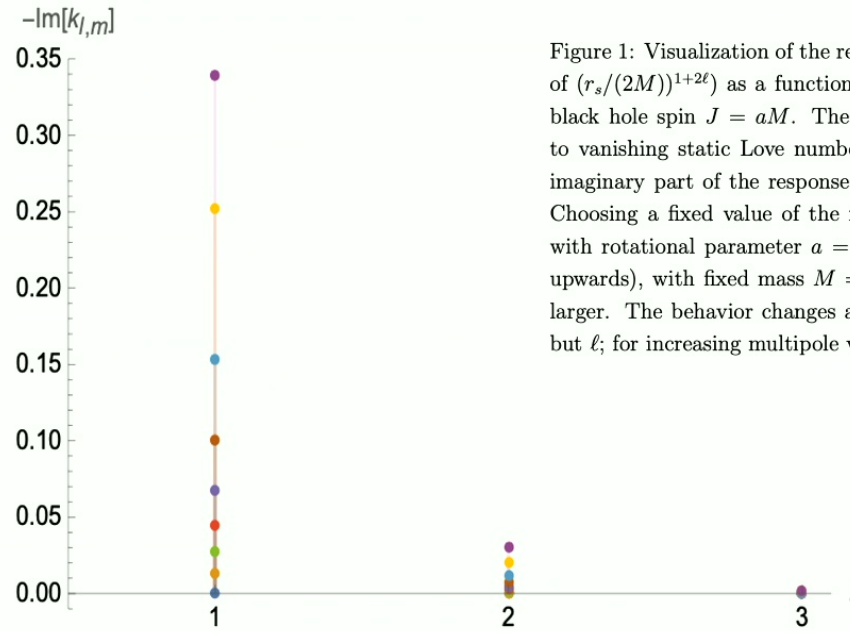 −Im[k_{l,m}]
0.35
0.30
0.25
0.20
0.15
0.10
0.05
0.00
1 2 3
Figure 1: Visualization of the re
of (r_s/(2M))^{1+2ℓ}) as a function
black hole spin J = aM. The
to vanishing static Love numb
imaginary part of the response
Choosing a fixed value of the
with rotational parameter a =
upwards), with fixed mass M =
larger. The behavior changes a
but ℓ; for increasing multipole